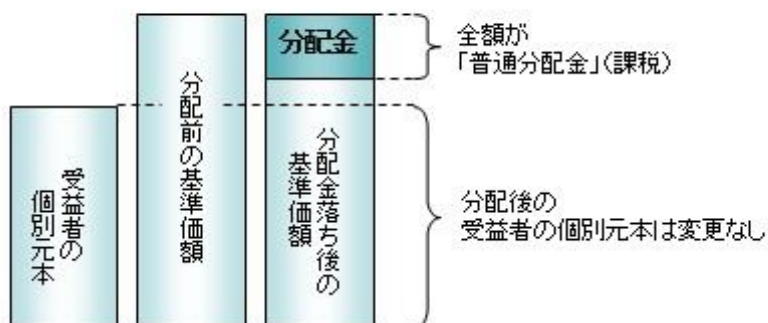 分配金
全額が
「普通分配金」(課税)
受益者の
個別元本
分配前の基準価額
分配金落ち後の
基準価額
分配後の
受益者の個別元本は変更なし